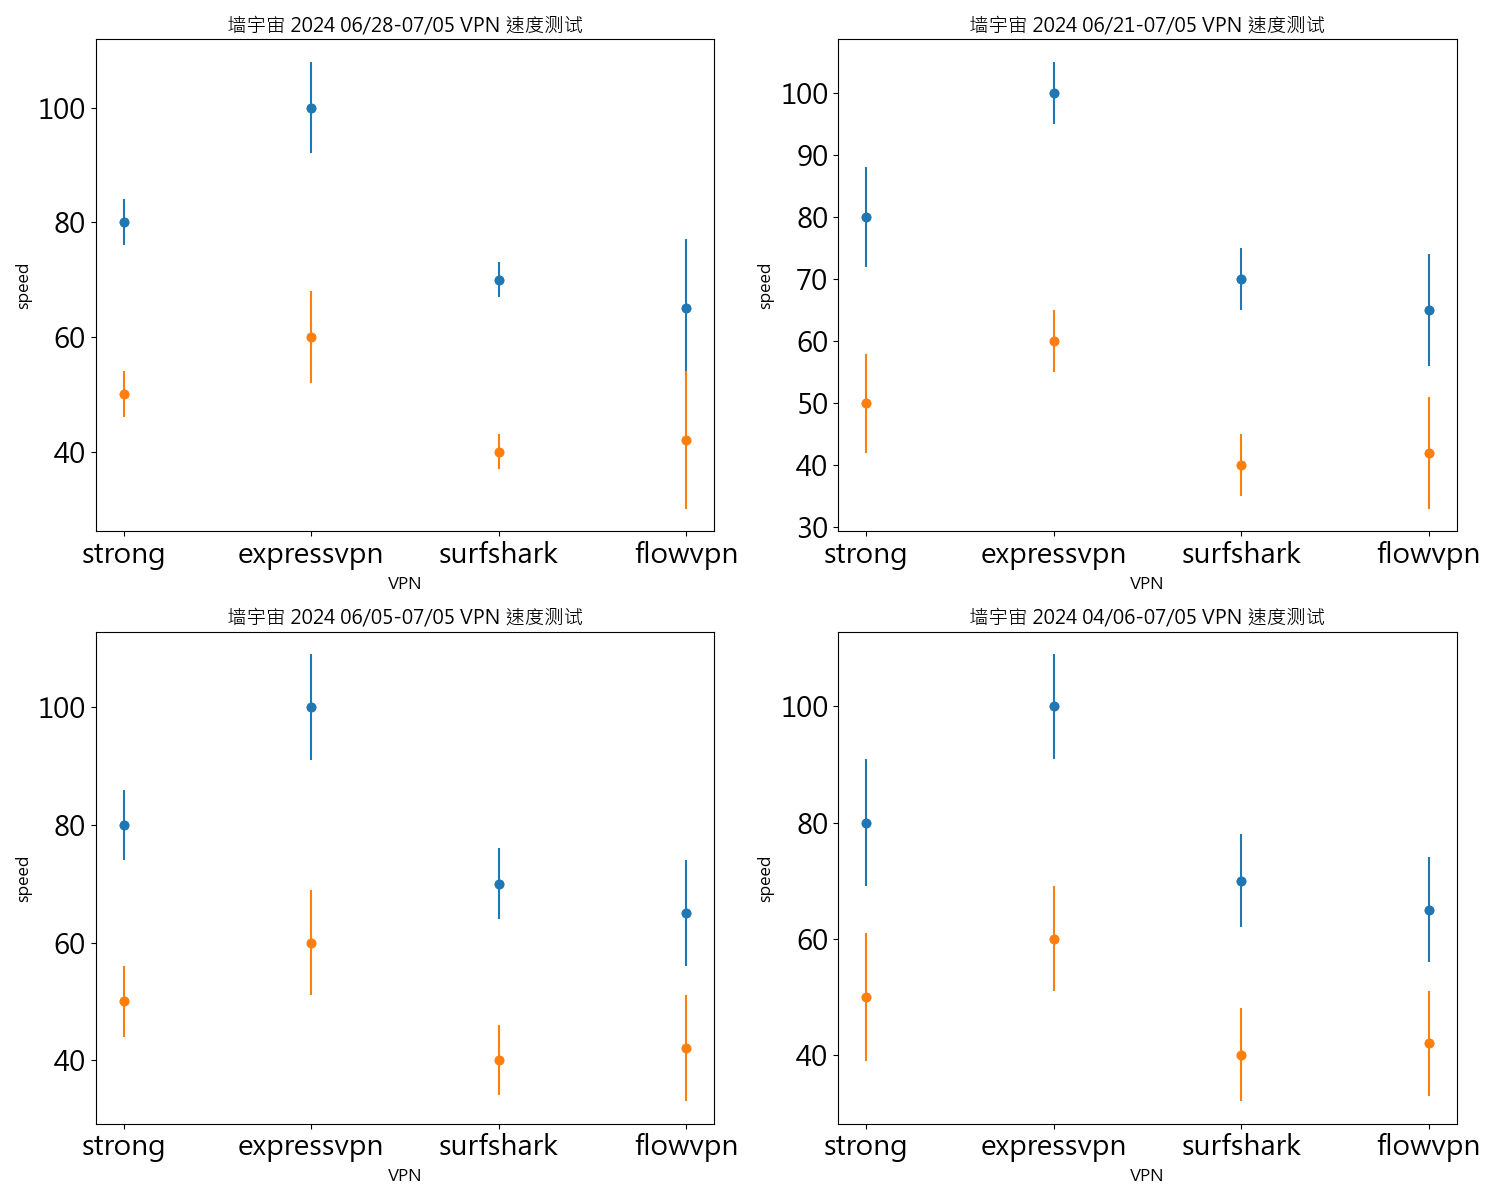 墙宇宙 2024 06/28-07/05 VPN 速度测试
100
80
60
40
speed
strong expressvpn surfshark flowvpn
VPN
墙宇宙 2024 06/21-07/05 VPN 速度测试
100
90
80
70
60
50
40
30
speed
strong expressvpn surfshark flowvpn
VPN
墙宇宙 2024 06/05-07/05 VPN 速度测试
100
80
60
40
speed
strong expressvpn surfshark flowvpn
VPN
墙宇宙 2024 04/06-07/05 VPN 速度测试
100
80
60
40
speed
strong expressvpn surfshark flowvpn
VPN